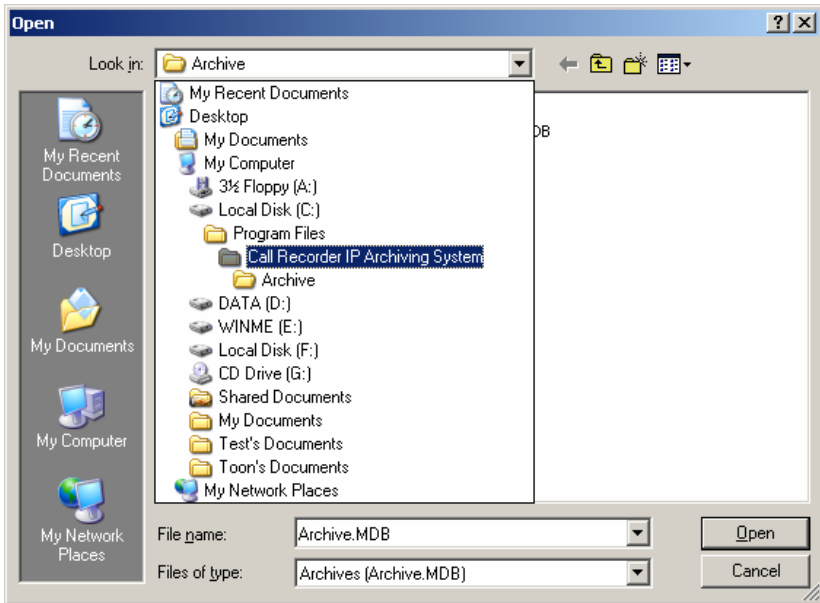 Open
Look in:
Archive
My Recent Documents
Desktop
My Documents
My Computer
3½ Floppy (A:)
Local Disk (C:)
Program Files
Call Recorder IP Archiving System
Archive
DATA (D:)
WINME (E:)
Local Disk (F:)
CD Drive (G:)
Shared Documents
My Documents
Test's Documents
Toon's Documents
My Network Places
DB
My Recent
Documents
Desktop
My Documents
My Computer
My Network
Places
File name:
Archive.MDB
Open
Files of type:
Archives (Archive.MDB)
Cancel